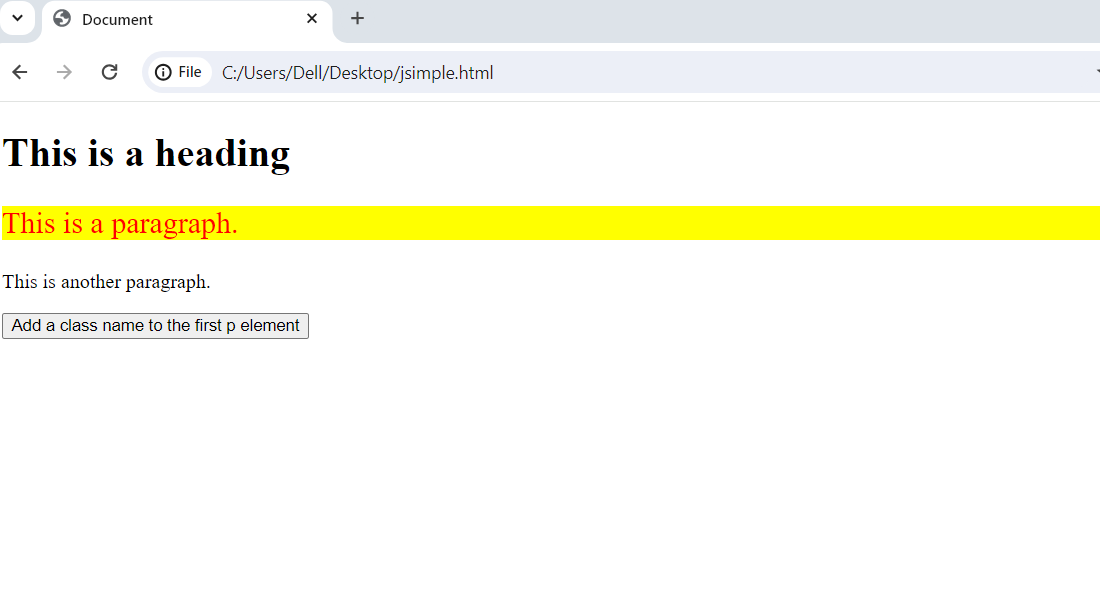 Document
File C:/Users/Dell/Desktop/jsimple.html
This is a heading
This is a paragraph.
This is another paragraph.
Add a class name to the first p element